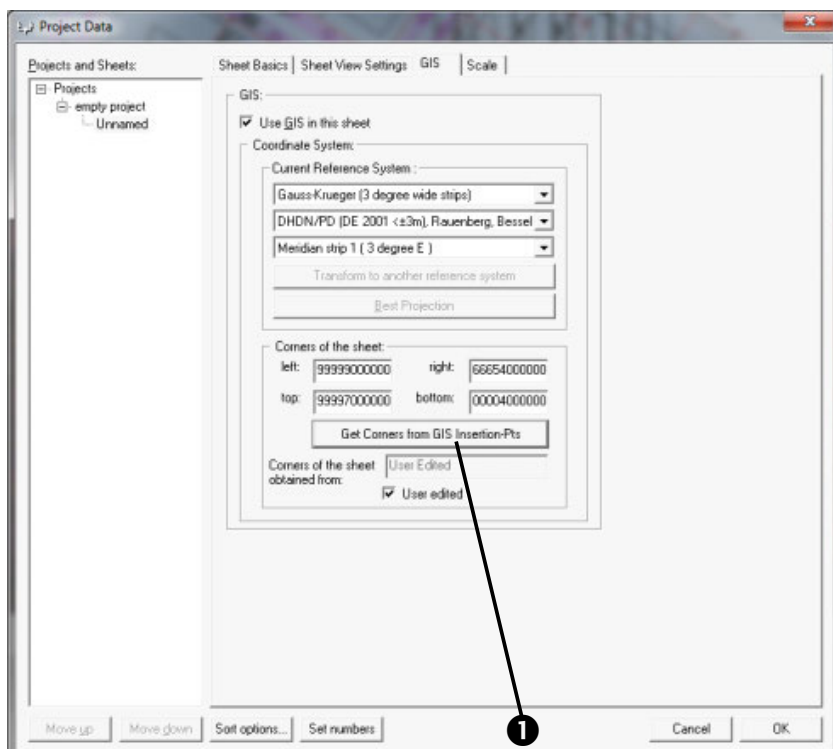 Project Data
Projects and Sheets:
Projects
empty project
Unnamed
Sheet Basics
Sheet View Settings
GIS
Scale
GIS:
Use GIS in this sheet
Coordinate System:
Current Reference System :
Gauss-Krueger (3 degree wide strips)
DHDN/PD (DE 2001 <±3m), Rauenberg, Bessel
Meridian strip 1 ( 3 degree E )
Transform to another reference system
Best Projection
Corners of the sheet:
left: 99999000000 right: 66654000000
top: 99997000000 bottom: 00004000000
Get Corners from GIS Insertion-Pts
Corners of the sheet obtained from: User Edited
User edited
Move up
Move down
Sort options...
Set numbers
1
Cancel
OK